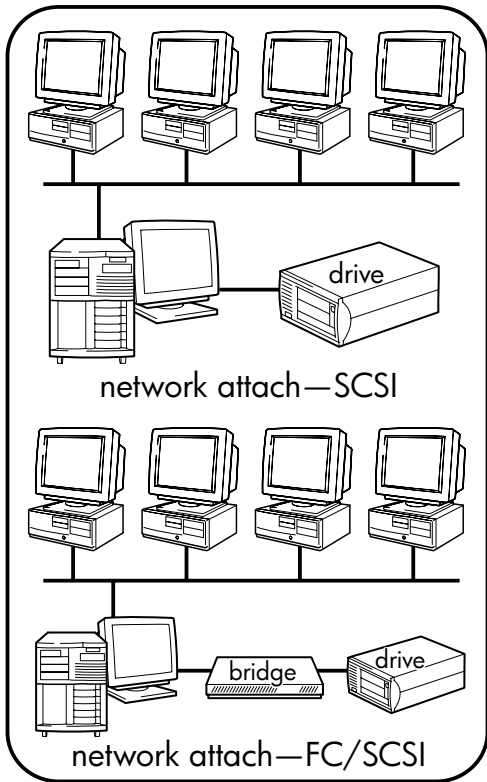 drive
network attach—SCSI
bridge
drive
network attach—FC/SCSI